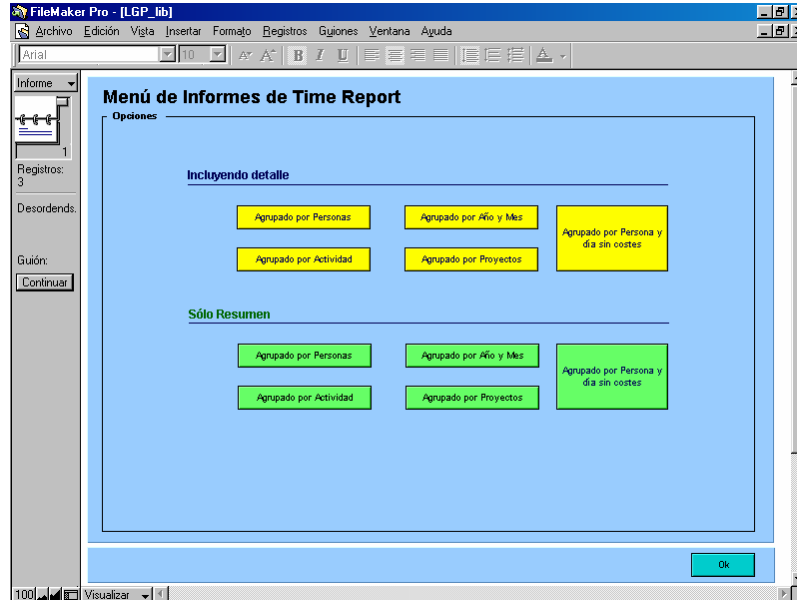 FileMaker Pro - [LGP_lib]
Archivo Edición Vista Insertar Formato Registros Guiones Ventana Ayuda
Arial 10 B I U A
Informe
1
Registros:
3
Desordends.
Guión:
Continuar
Menú de Informes de Time Report
Opciones
Incluyendo detalle
Agrupado por Personas Agrupado por Año y Mes
Agrupado por Persona y
día sin costes
Agrupado por Actividad Agrupado por Proyectos
Sólo Resumen
Agrupado por Personas Agrupado por Año y Mes
Agrupado por Persona y
día sin costes
Agrupado por Actividad Agrupado por Proyectos
Ok
100 Visualizar